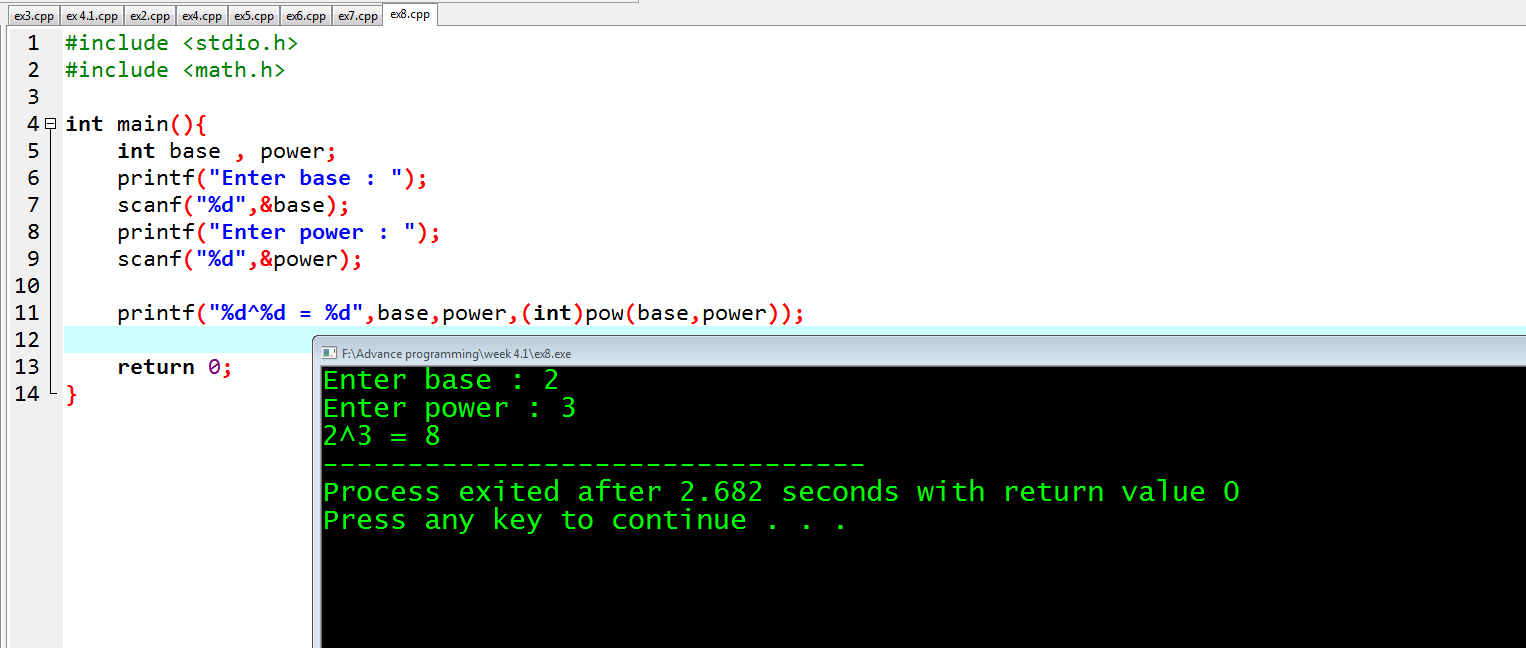 ex3.cpp ex 4.1.cpp ex2.cpp ex4.cpp ex5.cpp ex6.cpp ex7.cpp ex8.cpp
1 #include <stdio.h>
2 #include <math.h>
3
4 int main(){
5 int base , power;
6 printf("Enter base : ");
7 scanf("%d",&base);
8 printf("Enter power : ");
9 scanf("%d",&power);
10
11 printf("%d^%d = %d",base,power,(int)pow(base,power));
12
13 return 0;
14 }
F:\Advance programming\week 4.1\ex8.exe
Enter base : 2
Enter power : 3
2^3 = 8
--------------------------------
Process exited after 2.682 seconds with return value 0
Press any key to continue . . .